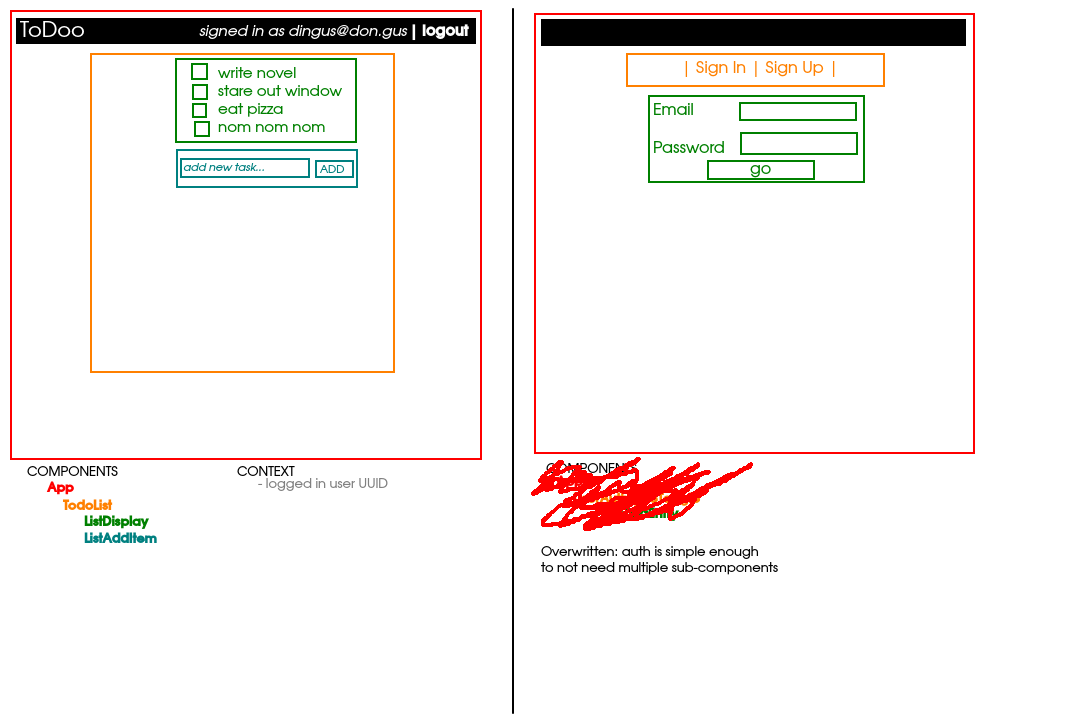 ToDoo
signed in as dingus@don.gus | logout
write novel
stare out window
eat pizza
nom nom nom
add new task...
ADD
COMPONENTS
App
TodoList
ListDisplay
ListAddItem
CONTEXT
- logged in user UUID
| Sign In | Sign Up |
Email
Password
go
Overwritten: auth is simple enough
to not need multiple sub-components